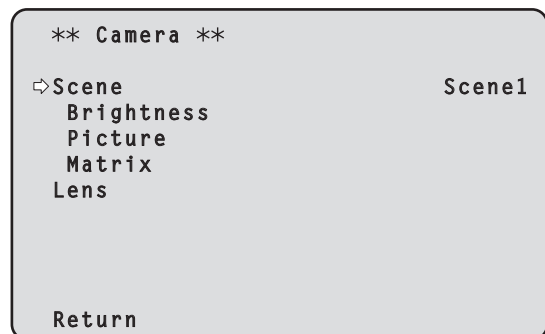 ** Camera **
⇨Scene Scene1
Brightness
Picture
Matrix
Lens
Return